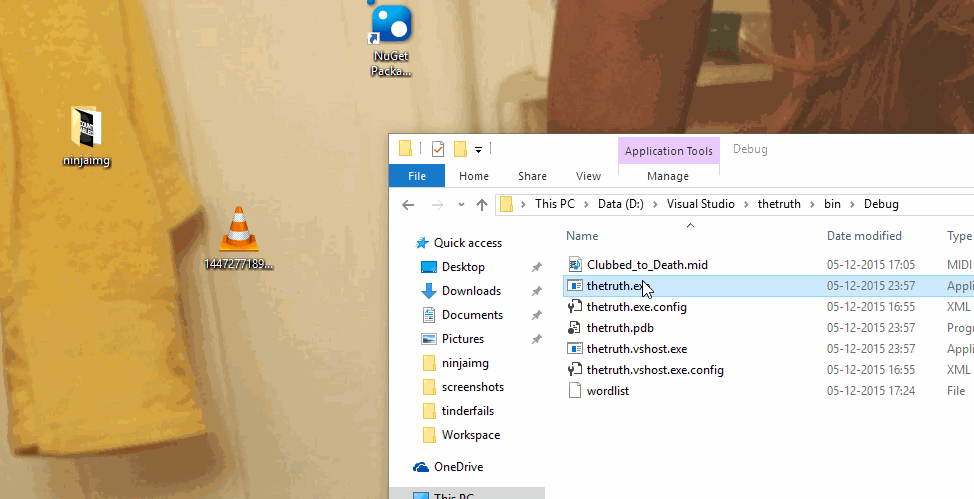 NuGet
Packa...
ninjaimg
1447277189...
Application Tools
Debug
File
Home
Share
View
Manage
This PC
Data (D:)
Visual Studio
thetruth
bin
Debug
Quick access
Desktop
Downloads
Documents
Pictures
ninjaimg
screenshots
tinderfails
Workspace
OneDrive
This PC
Name
Date modified
Type
Clubbed_to_Death.mid 05-12-2015 17:05 MIDI
thetruth.ex 05-12-2015 23:57 Appli
thetruth.exe.config 05-12-2015 16:55 XML
thetruth.pdb 05-12-2015 23:57 Progr
thetruth.vshost.exe 05-12-2015 23:57 Appli
thetruth.vshost.exe.config 05-12-2015 16:55 XML
wordlist 05-12-2015 17:24 File